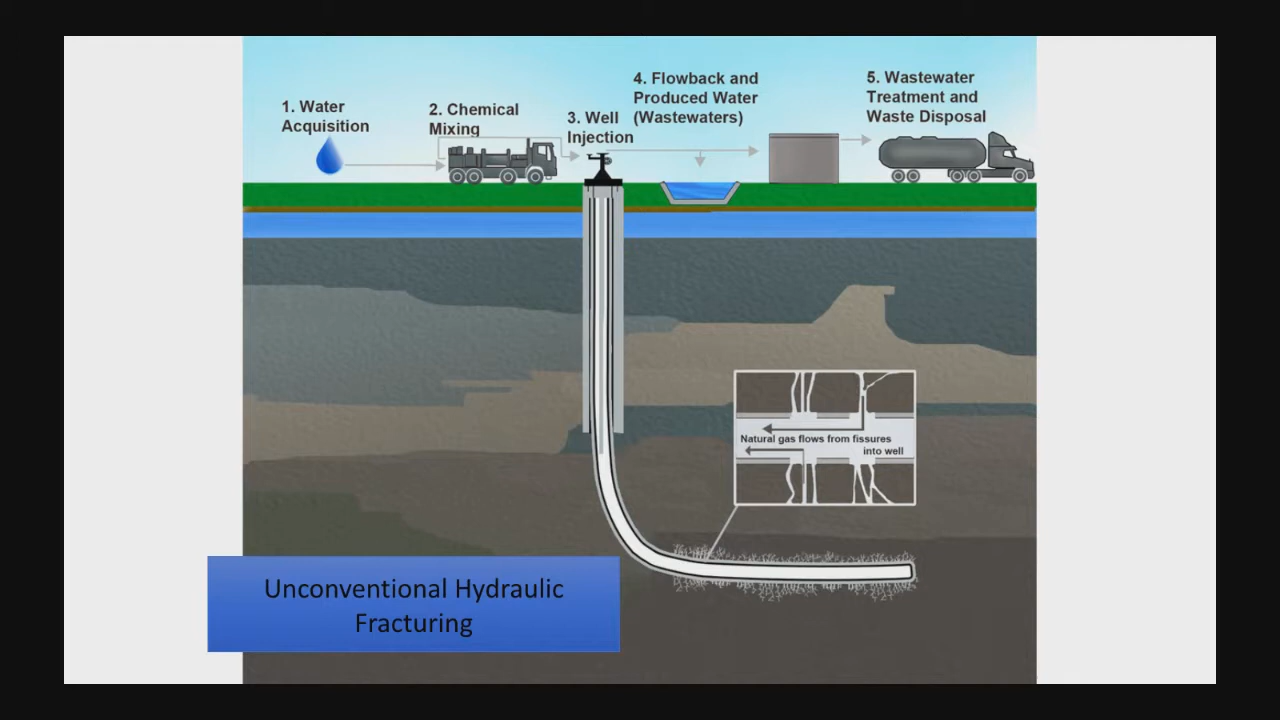 1. Water
Acquisition
2. Chemical
Mixing
3. Well
Injection
4. Flowback and
Produced Water
(Wastewaters)
5. Wastewater
Treatment and
Waste Disposal
Natural gas flows from fissures
into well
Unconventional Hydraulic
Fracturing